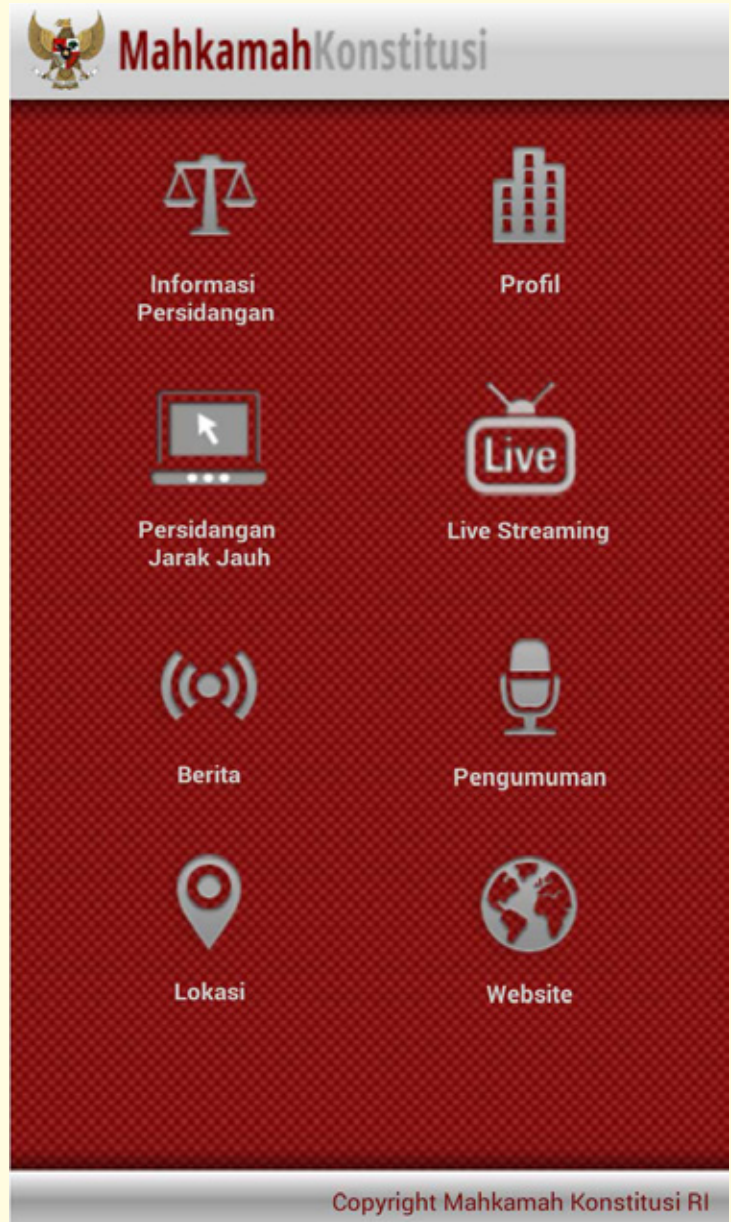 MahkamahKonstitusi
Informasi
Persidangan
Profil
Persidangan
Jarak Jauh
Live
Live Streaming
Berita
Pengumuman
Lokasi
Website
Copyright Mahkamah Konstitusi RI